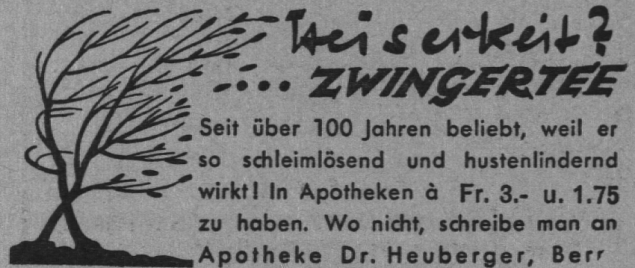 Heiserkeit?
.... ZWINGERTEE
Seit über 100 Jahren beliebt, weil er
so schleimlösend und hustenlindernd
wirkt! In Apotheken à Fr. 3.- u. 1.75
zu haben. Wo nicht, schreibe man an
Apotheke Dr. Heuberger, Berr